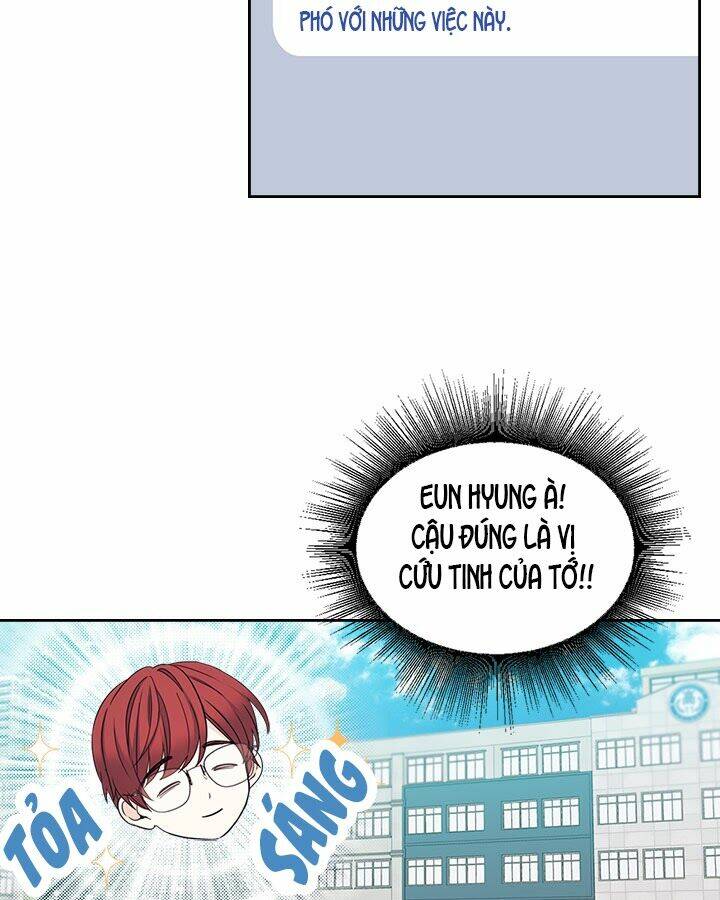 PHÓ VỚI NHỮNG VIỆC NÀY.
EUN HYUNG À!
CẬU ĐÚNG LÀ VỊ
CỨU TINH CỦA TỚ!!
TỎA
SÁNG